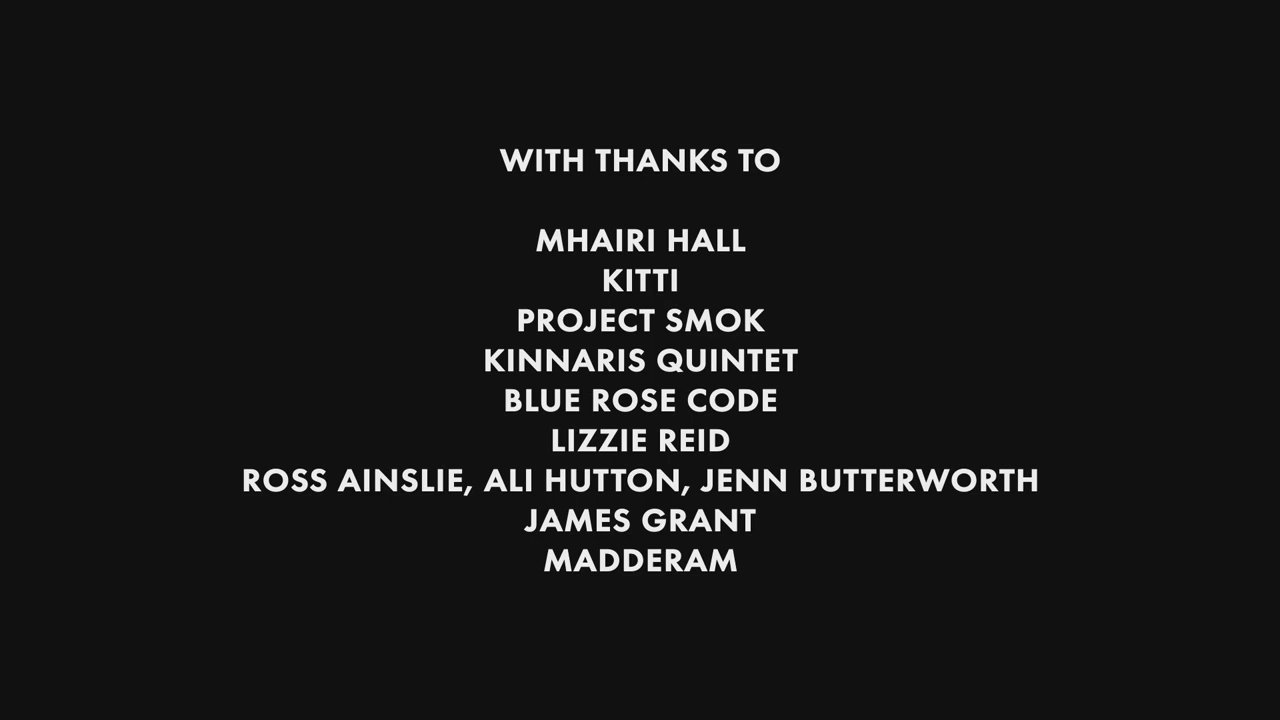 WITH THANKS TO
MHAIRI HALL
KITTI
PROJECT SMOK
KINNARIS QUINTET
BLUE ROSE CODE
LIZZIE REID
ROSS AINSLIE, ALI HUTTON, JENN BUTTERWORTH
JAMES GRANT
MADDERAM